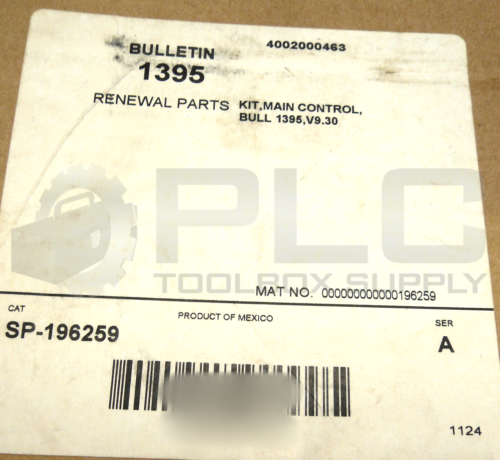 BULLETIN 4002000463
1395
RENEWAL PARTS KIT,MAIN CONTROL,
BULL 1395,V9.30
PLC
TOOLBOX SUPPLY
MAT NO. 000000000000196259
CAT PRODUCT OF MEXICO SER
SP-196259 A
1124